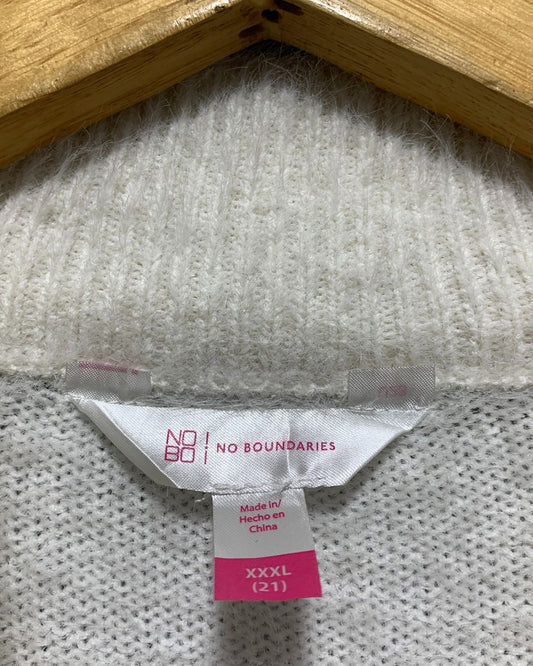 NO
BO
NO BOUNDARIES
Made in/
Hecho en
China
XXXL
(21)